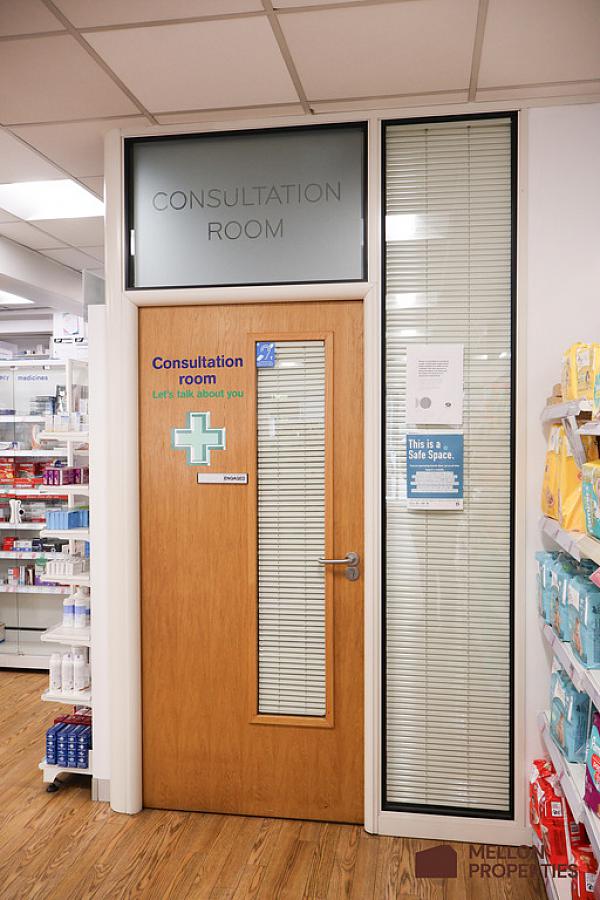 CONSULTATION
ROOM
Consultation
room
Let's talk about you
ENGAGED
This is a
Safe Space.
medicines
MELLON
PROPERTIES